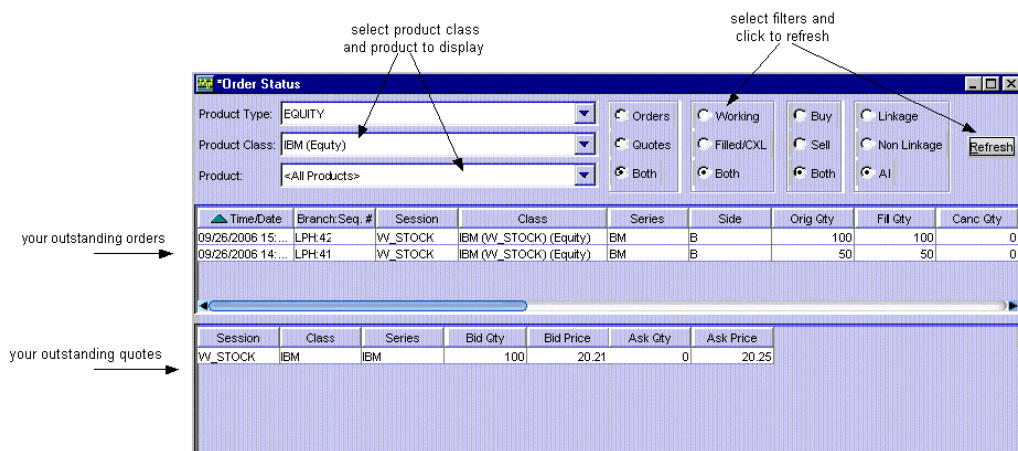 select product class
and product to display
select filters and
click to refresh
*Order Status
Product Type: EQUITY
Product Class: IBM (Equty)
Product: <All Products>
Orders
Quotes
Both
Working
Filled/CXL
Both
Buy
Sell
Both
Linkage
Non Linkage
Al
Refresh
Time/Date Branch:Seq. # Session Class Series Side Orig Qty Fill Qty Canc Qty
09/26/2006 15:... LPH:42 W_STOCK IBM (W_STOCK) (Equity) BM B 100 100 0
09/26/2006 14:... LPH:41 W_STOCK IBM (W_STOCK) (Equity) BM B 50 50 0
your outstanding orders
Session Class Series Bid Qty Bid Price Ask Qty Ask Price
W_STOCK IBM IBM 100 20.21 0 20.25
your outstanding quotes